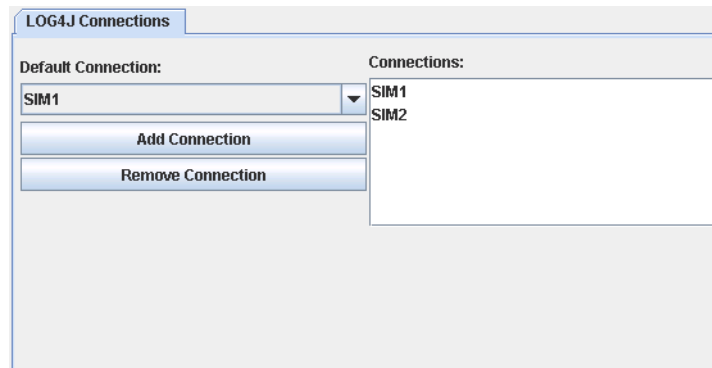 LOG4J Connections
Default Connection:
SIM1
Add Connection
Remove Connection
Connections:
SIM1
SIM2